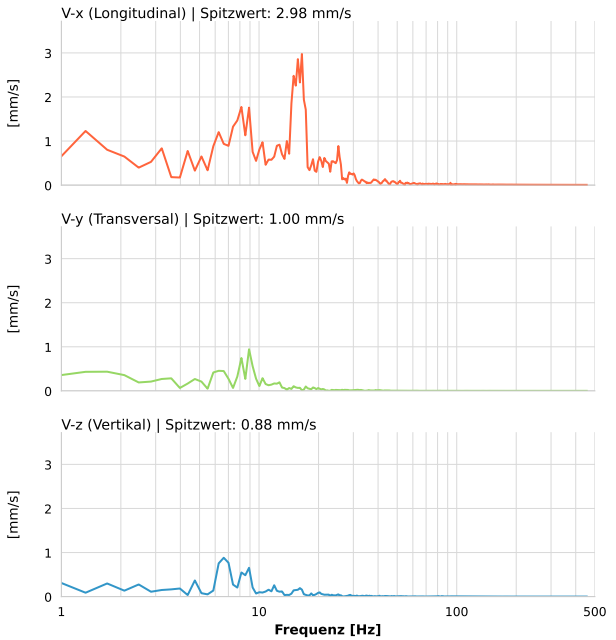 V-x (Longitudinal) | Spitzwert: 2.98 mm/s
3
2
1
0
[mm/s]
V-y (Transversal) | Spitzwert: 1.00 mm/s
3
2
1
0
[mm/s]
V-z (Vertikal) | Spitzwert: 0.88 mm/s
3
2
1
0
[mm/s]
1 10 100 500
Frequenz [Hz]